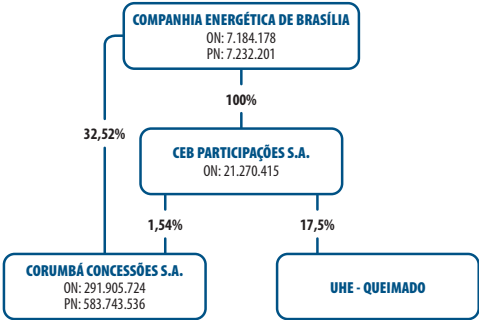 COMPANHIA ENERGÉTICA DE BRASÍLIA
ON: 7.184.178
PN: 7.232.201
100%
32,52%
CEB PARTICIPAÇÕES S.A.
ON: 21.270.415
1,54%
17,5%
CORUMBÁ CONCESSÕES S.A.
ON: 291.905.724
PN: 583.743.536
UHE - QUEIMADO